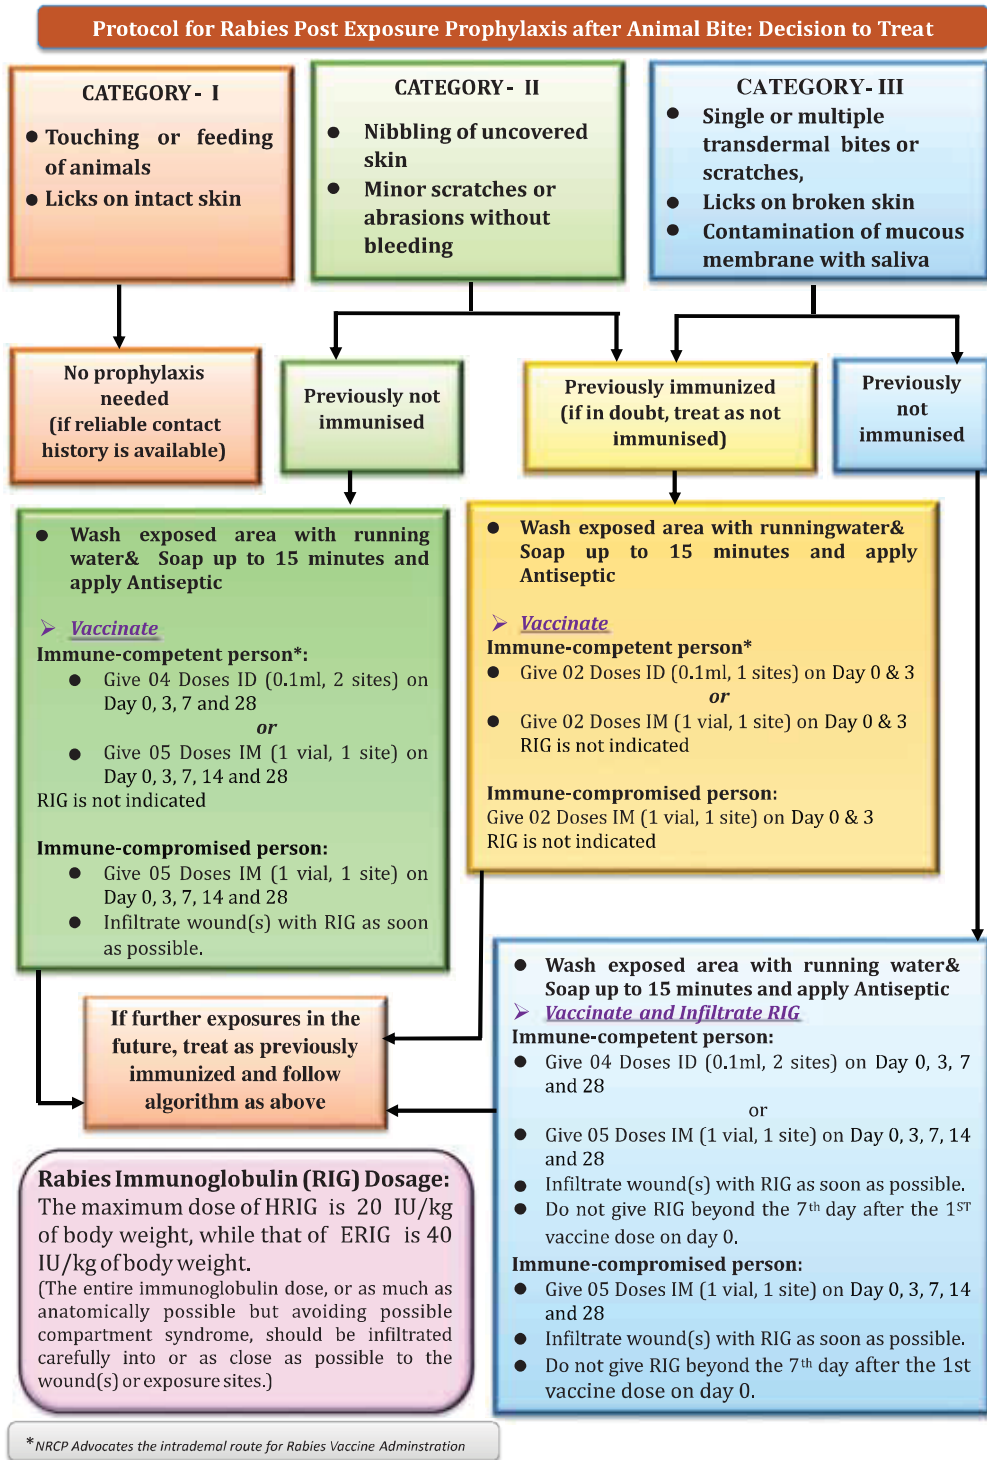 Protocol for Rabies Post Exposure Prophylaxis after Animal Bite: Decision to Treat
CATEGORY - I
● Touching or feeding
of animals
● Licks on intact skin
CATEGORY - II
● Nibbling of uncovered
skin
● Minor scratches or
abrasions without
bleeding
CATEGORY- III
● Single or multiple
transdermal bites or
scratches,
● Licks on broken skin
● Contamination of mucous
membrane with saliva
No prophylaxis
needed
(if reliable contact
history is available)
Previously not
immunised
Previously immunized
(if in doubt, treat as not
immunised)
Previously
not
immunised
● Wash exposed area with running
water& Soap up to 15 minutes and
apply Antiseptic
➢ Vaccinate
Immune-competent person*:
● Give 04 Doses ID (0.1ml, 2 sites) on
Day 0, 3, 7 and 28
or
● Give 05 Doses IM (1 vial, 1 site) on
Day 0, 3, 7, 14 and 28
RIG is not indicated
Immune-compromised person:
● Give 05 Doses IM (1 vial, 1 site) on
Day 0, 3, 7, 14 and 28
● Infiltrate wound(s) with RIG as soon
as possible.
● Wash exposed area with runningwater&
Soap up to 15 minutes and apply
Antiseptic
➢ Vaccinate
Immune-competent person*
● Give 02 Doses ID (0.1ml, 1 sites) on Day 0 & 3
or
● Give 02 Doses IM (1 vial, 1 site) on Day 0 & 3
RIG is not indicated
Immune-compromised person:
Give 02 Doses IM (1 vial, 1 site) on Day 0 & 3
RIG is not indicated
● Wash exposed area with running water&
Soap up to 15 minutes and apply Antiseptic
➢ Vaccinate and Infiltrate RIG
Immune-competent person:
● Give 04 Doses ID (0.1ml, 2 sites) on Day 0, 3, 7
and 28
or
● Give 05 Doses IM (1 vial, 1 site) on Day 0, 3, 7, 14
and 28
● Infiltrate wound(s) with RIG as soon as possible.
● Do not give RIG beyond the 7th day after the 1ST
vaccine dose on day 0.
Immune-compromised person:
● Give 05 Doses IM (1 vial, 1 site) on Day 0, 3, 7, 14
and 28
● Infiltrate wound(s) with RIG as soon as possible.
● Do not give RIG beyond the 7th day after the 1st
vaccine dose on day 0.
If further exposures in the
future, treat as previously
immunized and follow
algorithm as above
Rabies Immunoglobulin (RIG) Dosage:
The maximum dose of HRIG is 20 IU/kg
of body weight, while that of ERIG is 40
IU/kg of body weight.
(The entire immunoglobulin dose, or as much as
anatomically possible but avoiding possible
compartment syndrome, should be infiltrated
carefully into or as close as possible to the
wound(s) or exposure sites.)
*NRCP Advocates the intrademal route for Rabies Vaccine Adminstration